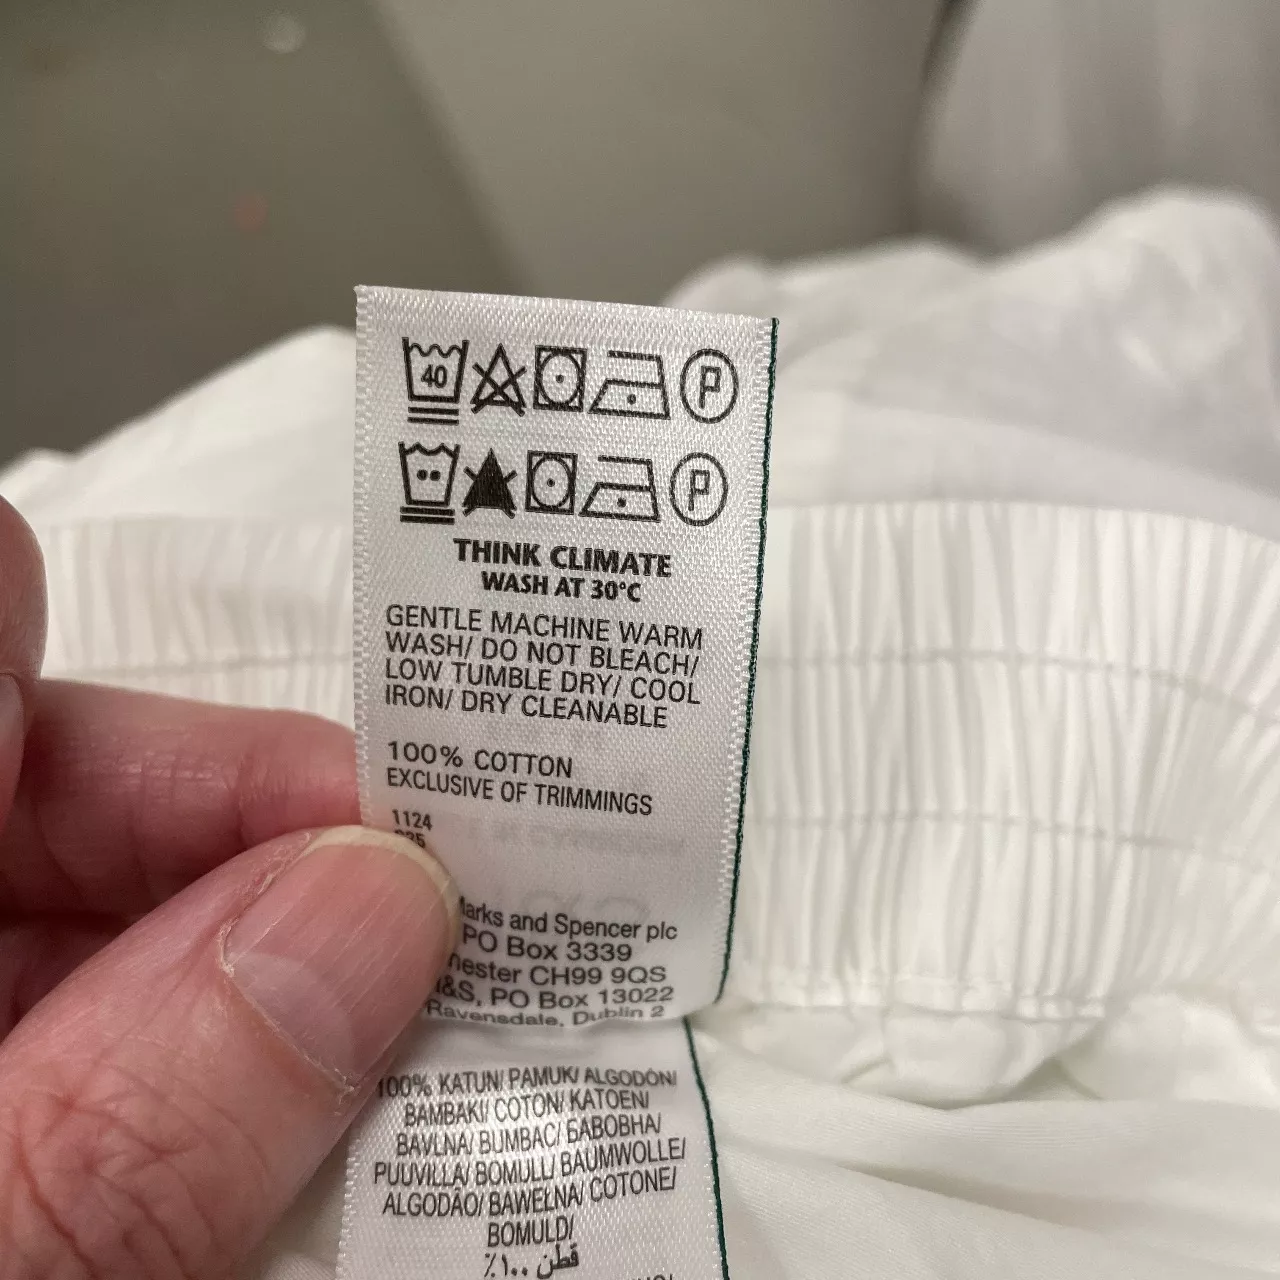 40 P
P
THINK CLIMATE
WASH AT 30°C
GENTLE MACHINE WARM
WASH/ DO NOT BLEACH/
LOW TUMBLE DRY/ COOL
IRON/ DRY CLEANABLE
100% COTTON
EXCLUSIVE OF TRIMMINGS
1124
and Spencer plc
PO Box 3339
CH99 9QS
PO Box 13022
Ravensdale, Dublin 2
100% KATUN/ PAMUK/ ALGODÓN/
BAMBAKI/ COTON/ KATOEN/
BAVLNA/ BUMBAC/ БАВОВНА/
PUUVILLA/ BOMULL/ BAUMWOLLE/
ALGODÃO/ BAWEŁNA/ COTONE/
BOMULD/
قطن ١٠٠٪